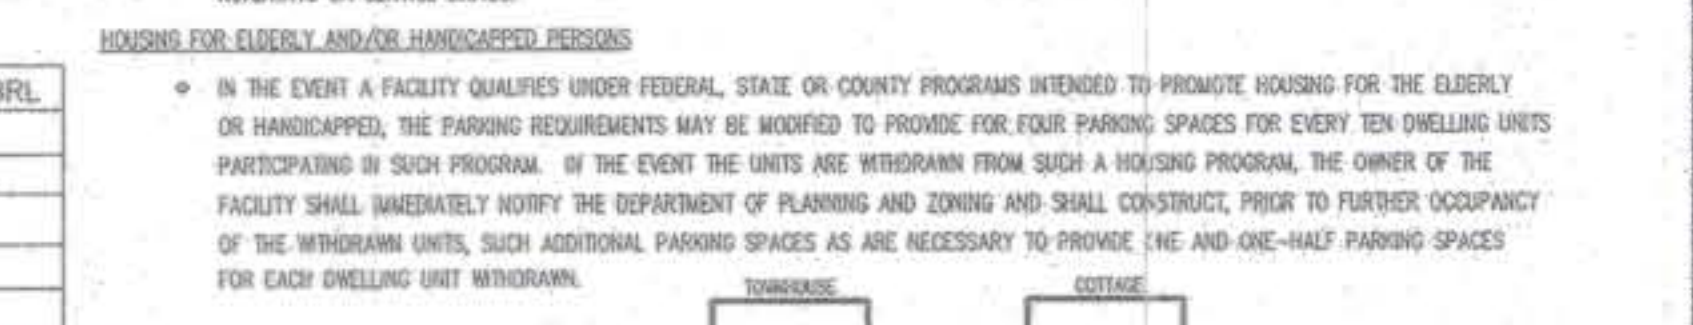 HOUSING FOR ELDERLY AND/OR HANDICAPPED PERSONS
BRL
IN THE EVENT A FACILITY QUALIFIES UNDER FEDERAL, STATE OR COUNTY PROGRAMS INTENDED TO PROMOTE HOUSING FOR THE ELDERLY
OR HANDICAPPED, THE PARKING REQUIREMENTS MAY BE MODIFIED TO PROVIDE FOR FOUR PARKING SPACES FOR EVERY TEN DWELLING UNITS
PARTICIPATING IN SUCH PROGRAM. IN THE EVENT THE UNITS ARE WITHDRAWN FROM SUCH A HOUSING PROGRAM, THE OWNER OF THE
FACILITY SHALL IMMEDIATELY NOTIFY THE DEPARTMENT OF PLANNING AND ZONING AND SHALL CONSTRUCT, PRIOR TO FURTHER OCCUPANCY
OF THE WITHDRAWN UNITS, SUCH ADDITIONAL PARKING SPACES AS ARE NECESSARY TO PROVIDE ONE AND ONE-HALF PARKING SPACES
FOR EACH DWELLING UNIT WITHDRAWN.
TOWNHOUSE
COTTAGE